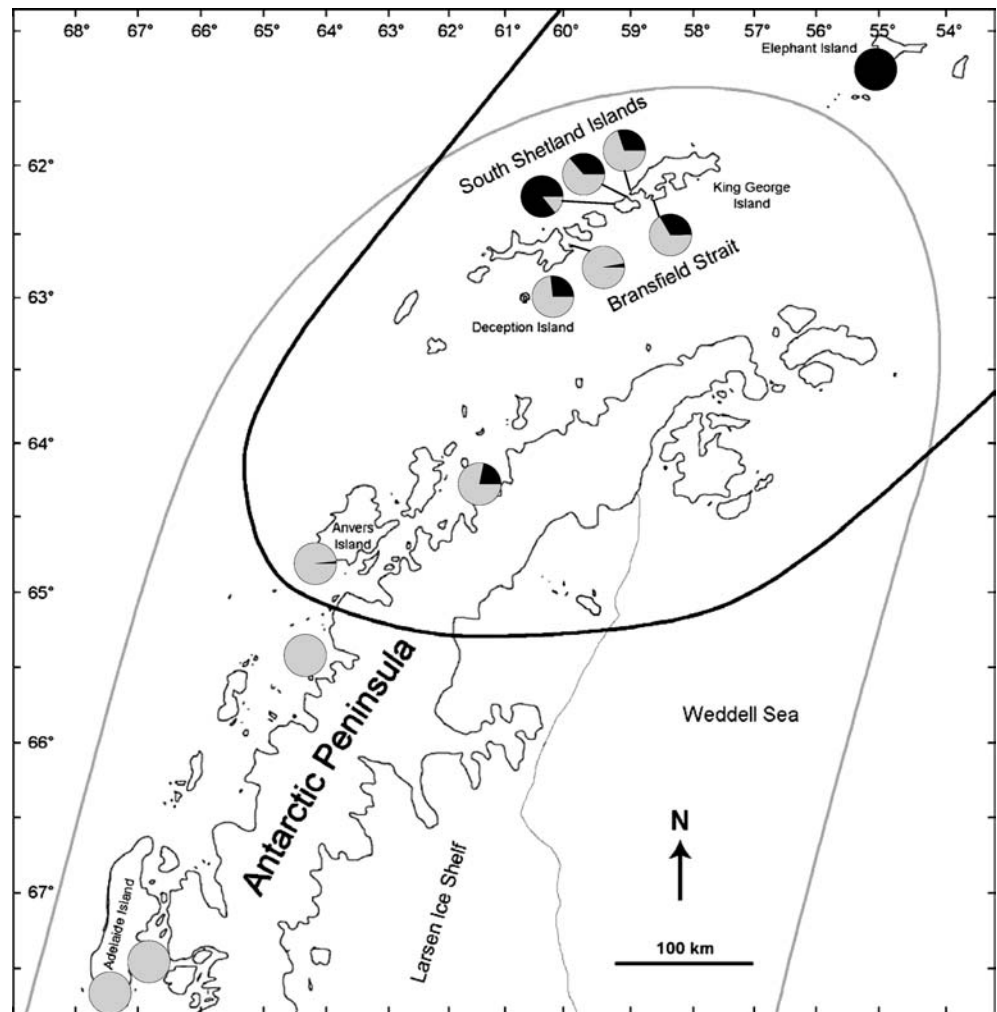 68° 67° 66° 65° 64° 63° 62° 61° 60° 59° 58° 57° 56° 55° 54°
Elephant Island
62°
South Shetland Islands
King George
Island
Bransfield Strait
63°
Deception Island
64°
Anvers
Island
65°
Antarctic Peninsula
Weddell Sea
66°
N
67°
Adelaide Island
Larsen Ice Shelf
100 km